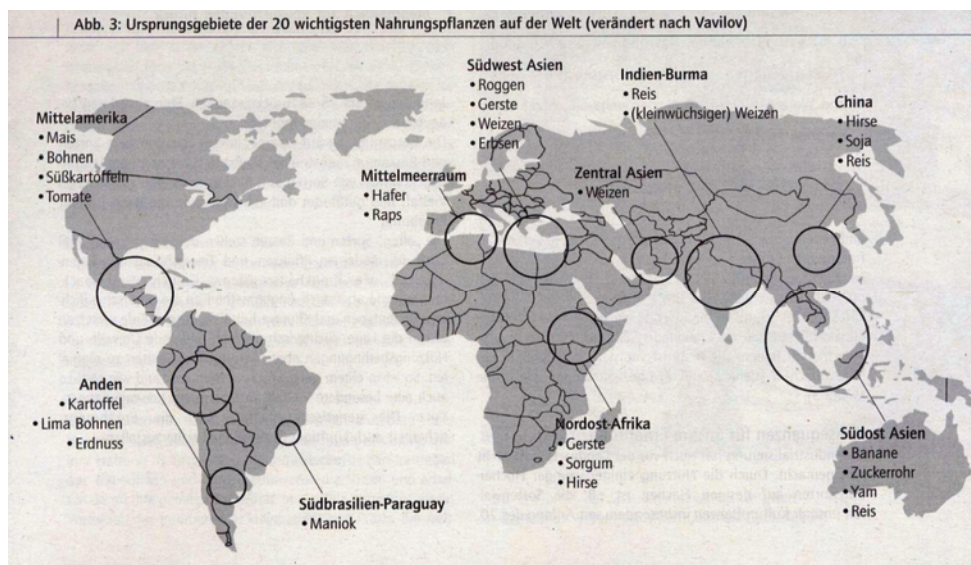 Abb. 3: Ursprungsgebiete der 20 wichtigsten Nahrungspflanzen auf der Welt (verändert nach Vavilov)
Mittelamerika
• Mais
• Bohnen
• Süßkartoffeln
• Tomate
Südwest Asien
• Roggen
• Gerste
• Weizen
• Erbsen
Indien-Burma
• Reis
• (kleinwüchsiger) Weizen
China
• Hirse
• Soja
• Reis
Mittelmeerraum
• Hafer
• Raps
Zentral Asien
• Weizen
Anden
• Kartoffel
• Lima Bohnen
• Erdnuss
Südbrasilien-Paraguay
• Maniok
Nordost-Afrika
• Gerste
• Sorgum
• Hirse
Südost Asien
• Banane
• Zuckerrohr
• Yam
• Reis